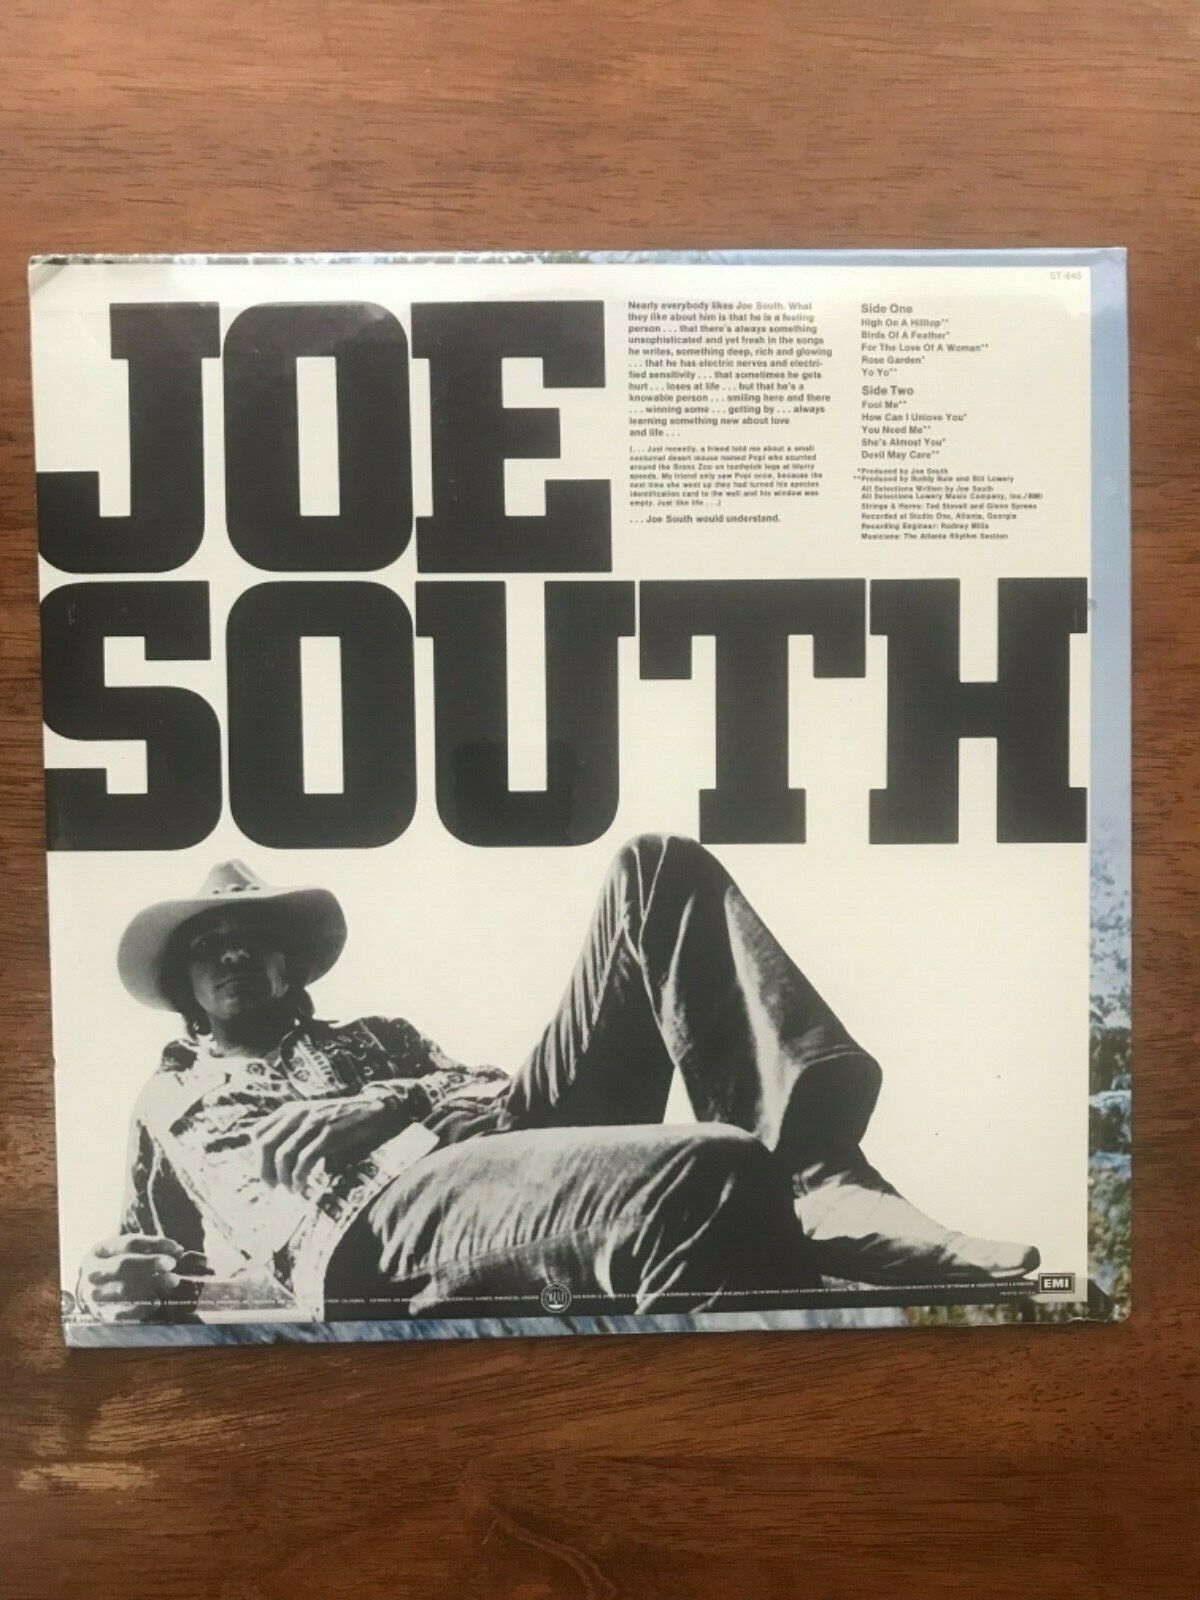 ST-845
JOE
SOUTH
Nearly everybody likes Joe South. What
they like about him is that he is a feeling
person . . . that there's always something
unsophisticated and yet fresh in the songs
he writes, something deep, rich and glowing
. . . that he has electric nerves and electri-
fied sensitivity . . . that sometimes he gets
hurt . . . loses at life . . . but that he's a
knowable person . . . smiling here and there
. . . winning some . . . getting by . . . always
learning something new about love
and life . . .
( . . . Just recently, a friend told me about a small
nocturnal desert mouse named Popi who scurried
around the Bronx Zoo on toothpick legs at blurry
speeds. My friend only saw Popi once, because the
next time she went up they had turned his species
identification card to the wall and his window was
empty. Just like life . . .)
. . . Joe South would understand.
Side One
High On A Hilltop**
Birds Of A Feather*
For The Love Of A Woman**
Rose Garden*
Yo Yo**
Side Two
Fool Me**
How Can I Unlove You*
You Need Me**
She's Almost You*
Devil May Care**
*Produced by Joe South
**Produced by Buddy Buie and Bill Lowery
All Selections Written by Joe South
All Selections Lowery Music Company, Inc./BMI
Strings & Horns: Ted Stovall and Glenn Spreen
Recorded at Studio One, Atlanta, Georgia
Recording Engineer: Rodney Mills
Musicians: The Atlanta Rhythm Section
EMI